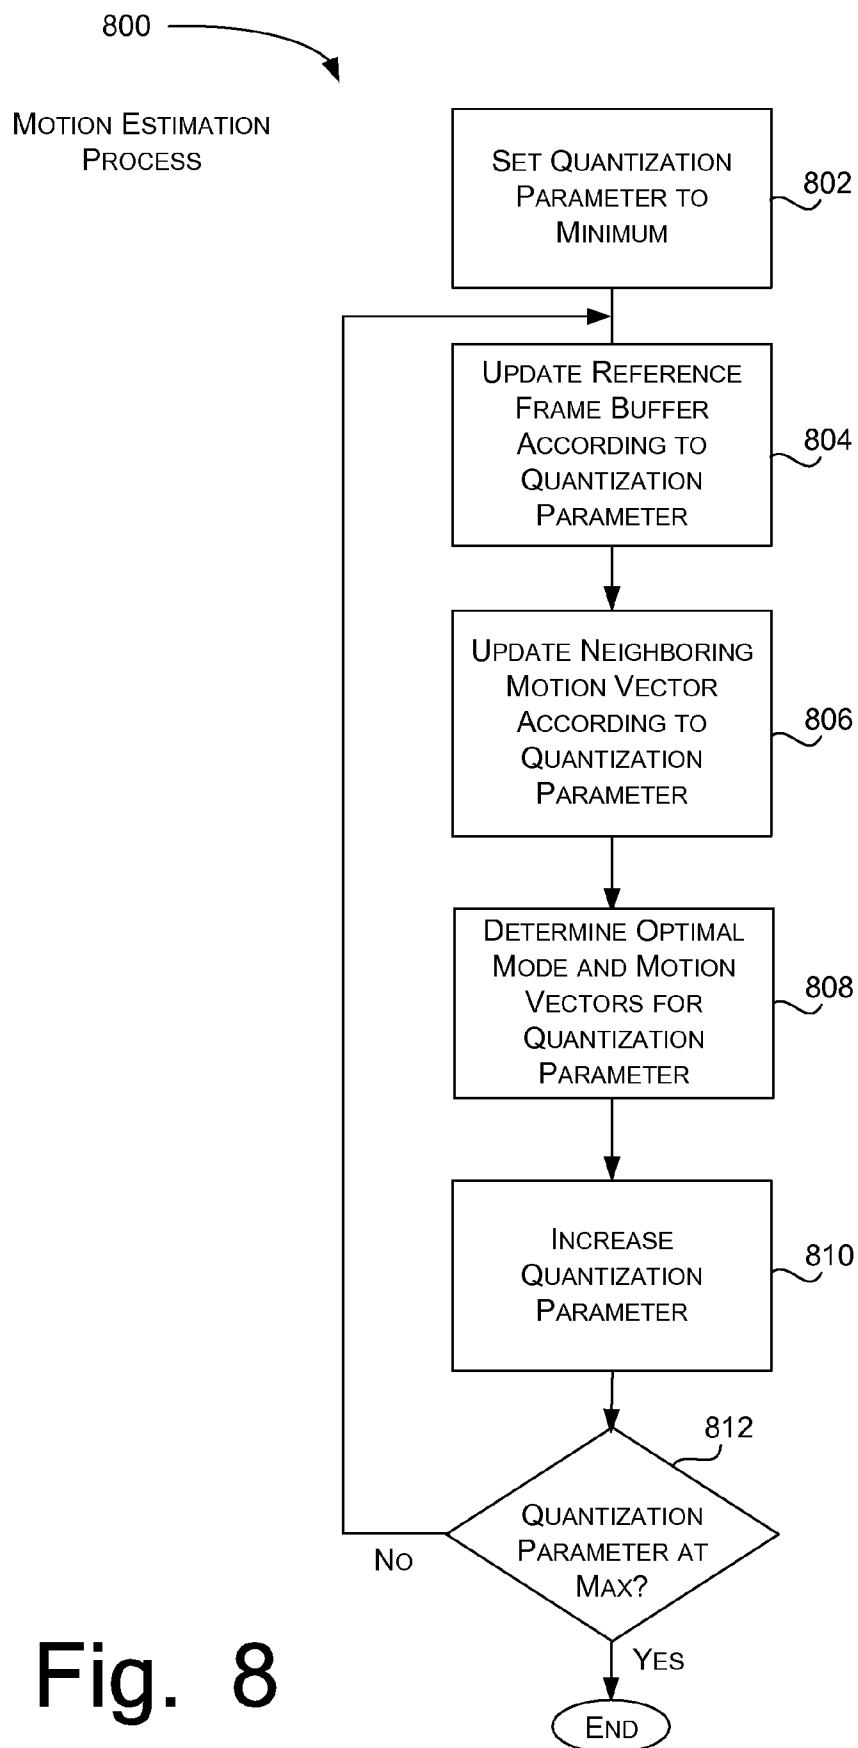 800
MOTION ESTIMATION
PROCESS
SET QUANTIZATION
PARAMETER TO
MINIMUM
802
UPDATE REFERENCE
FRAME BUFFER
ACCORDING TO
QUANTIZATION
PARAMETER
804
UPDATE NEIGHBORING
MOTION VECTOR
ACCORDING TO
QUANTIZATION
PARAMETER
806
DETERMINE OPTIMAL
MODE AND MOTION
VECTORS FOR
QUANTIZATION
PARAMETER
808
INCREASE
QUANTIZATION
PARAMETER
810
812
QUANTIZATION
PARAMETER AT
MAX?
NO
YES
END
Fig. 8